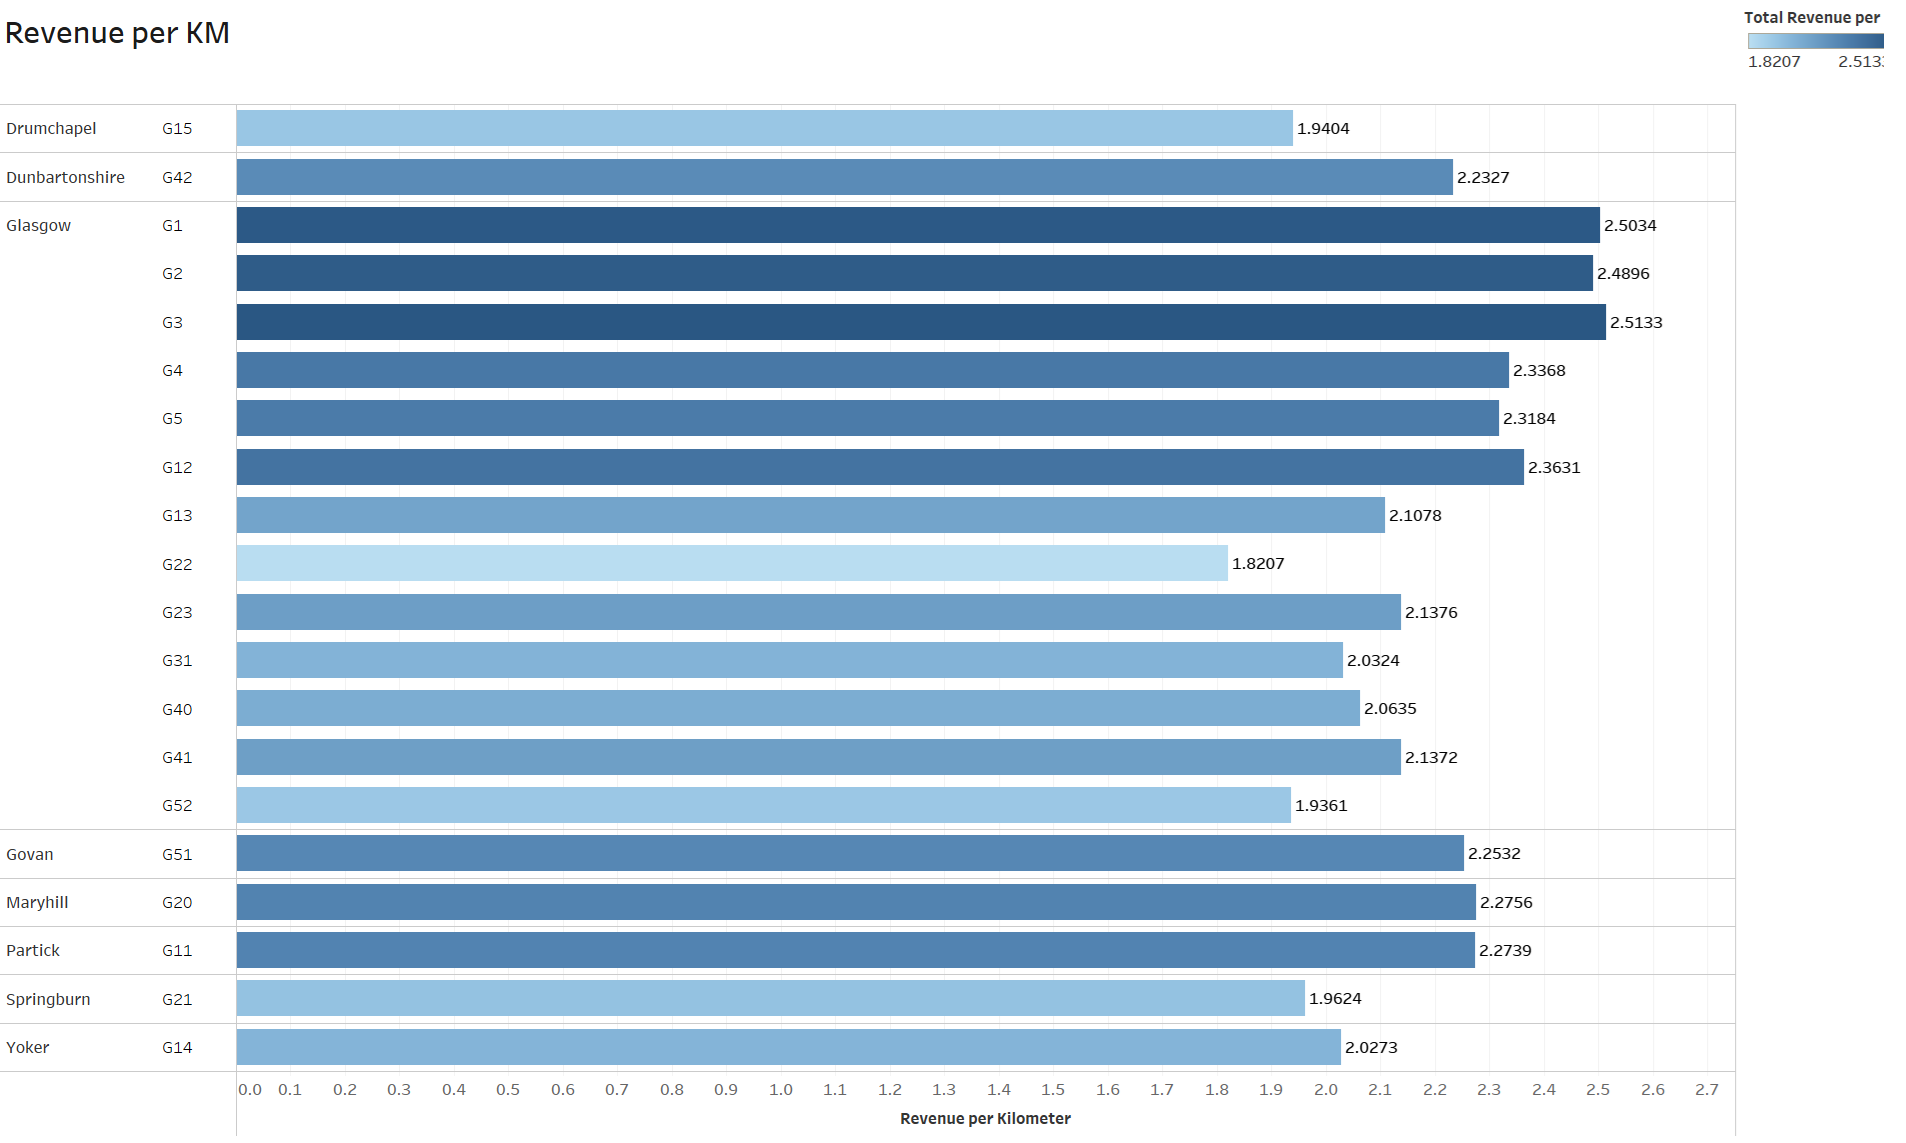 Revenue per KM
Total Revenue per
1.8207 2.513
Drumchapel G15 1.9404
Dunbartonshire G42 2.2327
Glasgow G1 2.5034
G2 2.4896
G3 2.5133
G4 2.3368
G5 2.3184
G12 2.3631
G13 2.1078
G22 1.8207
G23 2.1376
G31 2.0324
G40 2.0635
G41 2.1372
G52 1.9361
Govan G51 2.2532
Maryhill G20 2.2756
Partick G11 2.2739
Springburn G21 1.9624
Yoker G14 2.0273
0.0 0.1 0.2 0.3 0.4 0.5 0.6 0.7 0.8 0.9 1.0 1.1 1.2 1.3 1.4 1.5 1.6 1.7 1.8 1.9 2.0 2.1 2.2 2.3 2.4 2.5 2.6 2.7
Revenue per Kilometer